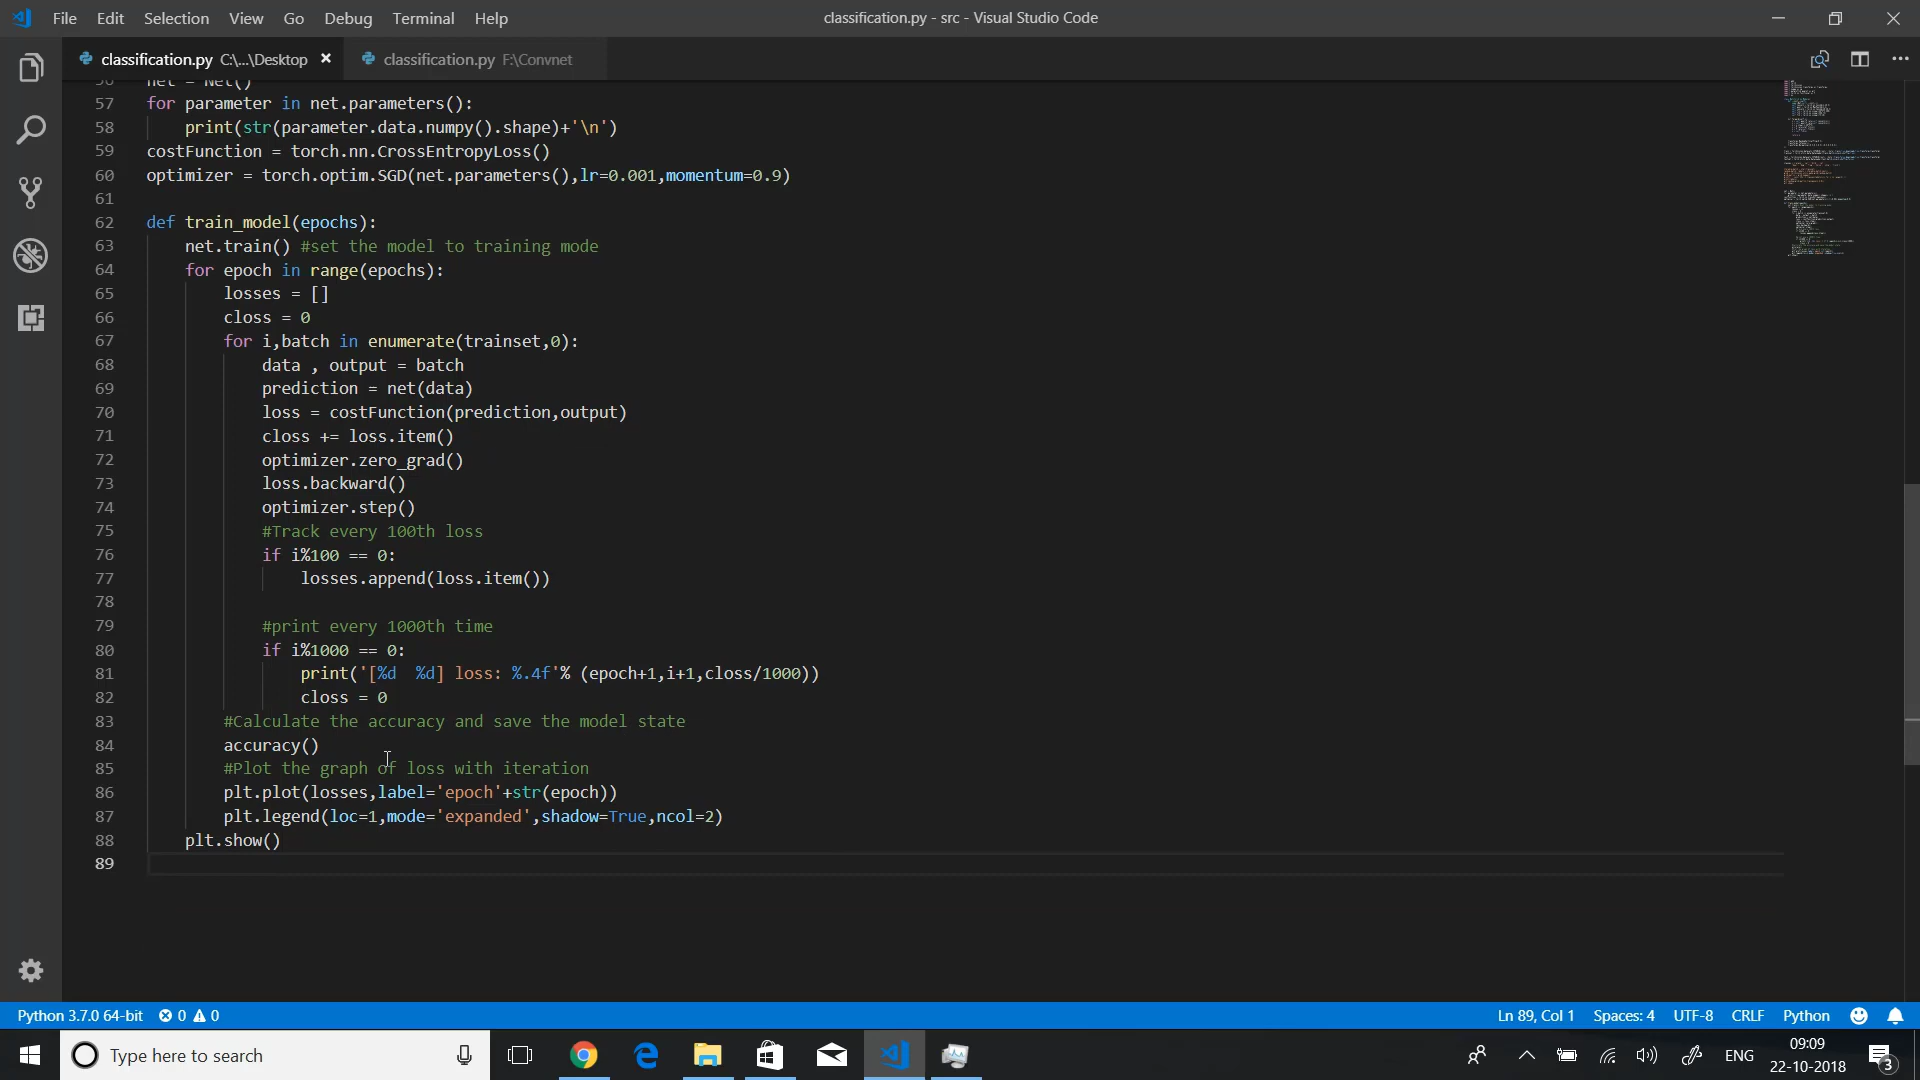 File Edit Selection View Go Debug Terminal Help
classification.py - src - Visual Studio Code
classification.py C:\...\Desktop
classification.py F:\Convnet
56 net = Net()
57 for parameter in net.parameters():
58 print(str(parameter.data.numpy().shape)+'\n')
59 costFunction = torch.nn.CrossEntropyLoss()
60 optimizer = torch.optim.SGD(net.parameters(),lr=0.001,momentum=0.9)
61
62 def train_model(epochs):
63 net.train() #set the model to training mode
64 for epoch in range(epochs):
65 losses = []
66 closs = 0
67 for i,batch in enumerate(trainset,0):
68 data , output = batch
69 prediction = net(data)
70 loss = costFunction(prediction,output)
71 closs += loss.item()
72 optimizer.zero_grad()
73 loss.backward()
74 optimizer.step()
75 #Track every 100th loss
76 if i%100 == 0:
77 losses.append(loss.item())
78
79 #print every 1000th time
80 if i%1000 == 0:
81 print('[%d  %d] loss: %.4f'% (epoch+1,i+1,closs/1000))
82 closs = 0
83 #Calculate the accuracy and save the model state
84 accuracy()
85 #Plot the graph of loss with iteration
86 plt.plot(losses,label='epoch'+str(epoch))
87 plt.legend(loc=1,mode='expanded',shadow=True,ncol=2)
88 plt.show()
89
Python 3.7.0 64-bit 0 0 Ln 89, Col 1 Spaces: 4 UTF-8 CRLF Python
Type here to search
ENG
09:09
22-10-2018
3